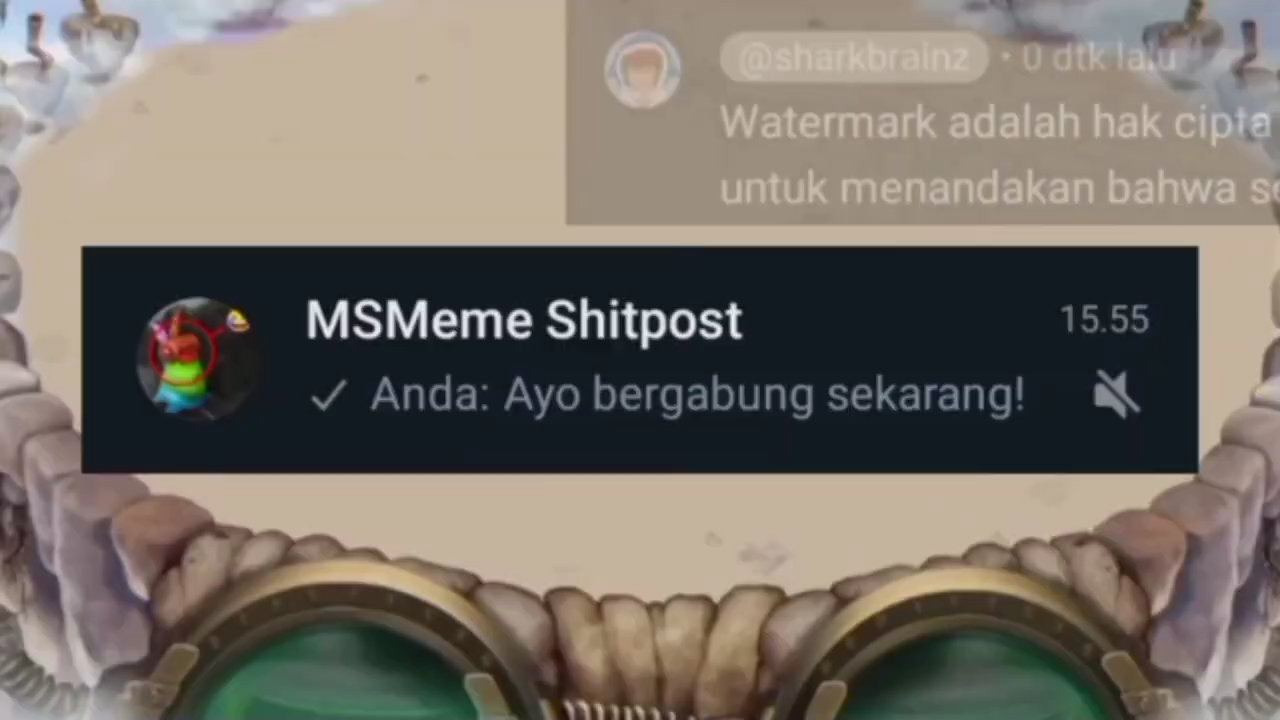 @sharkbrainz • 0 dtk lalu
Watermark adalah hak cipta
untuk menandakan bahwa
MSMeme Shitpost
15.55
✓ Anda: Ayo bergabung sekarang!